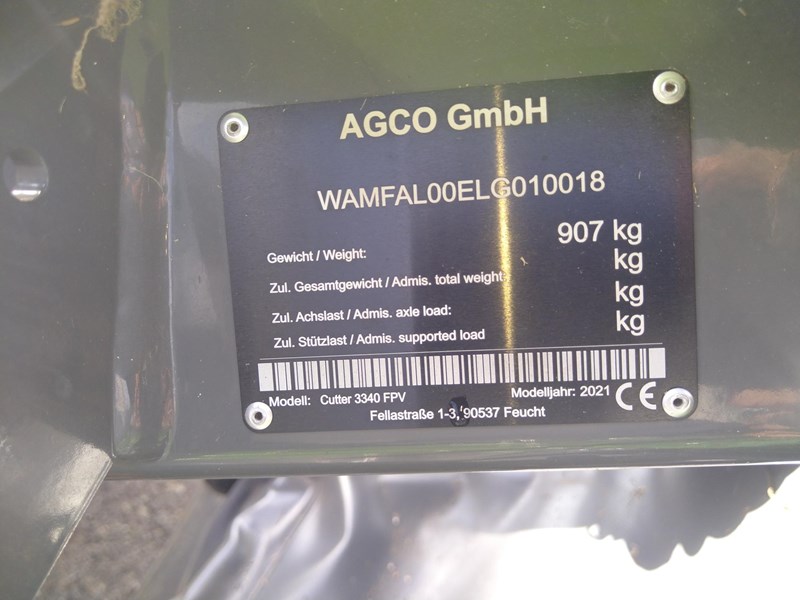 AGCO GmbH
WAMFAL00ELG010018
Gewicht / Weight: 907 kg
Zul. Gesamtgewicht / Admis. total weight kg
Zul. Achslast / Admis. axle load: kg
Zul. Stützlast / Admis. supported load kg
Modell: Cutter 3340 FPV Modelljahr: 2021 CE
Fellastraße 1-3, 90537 Feucht